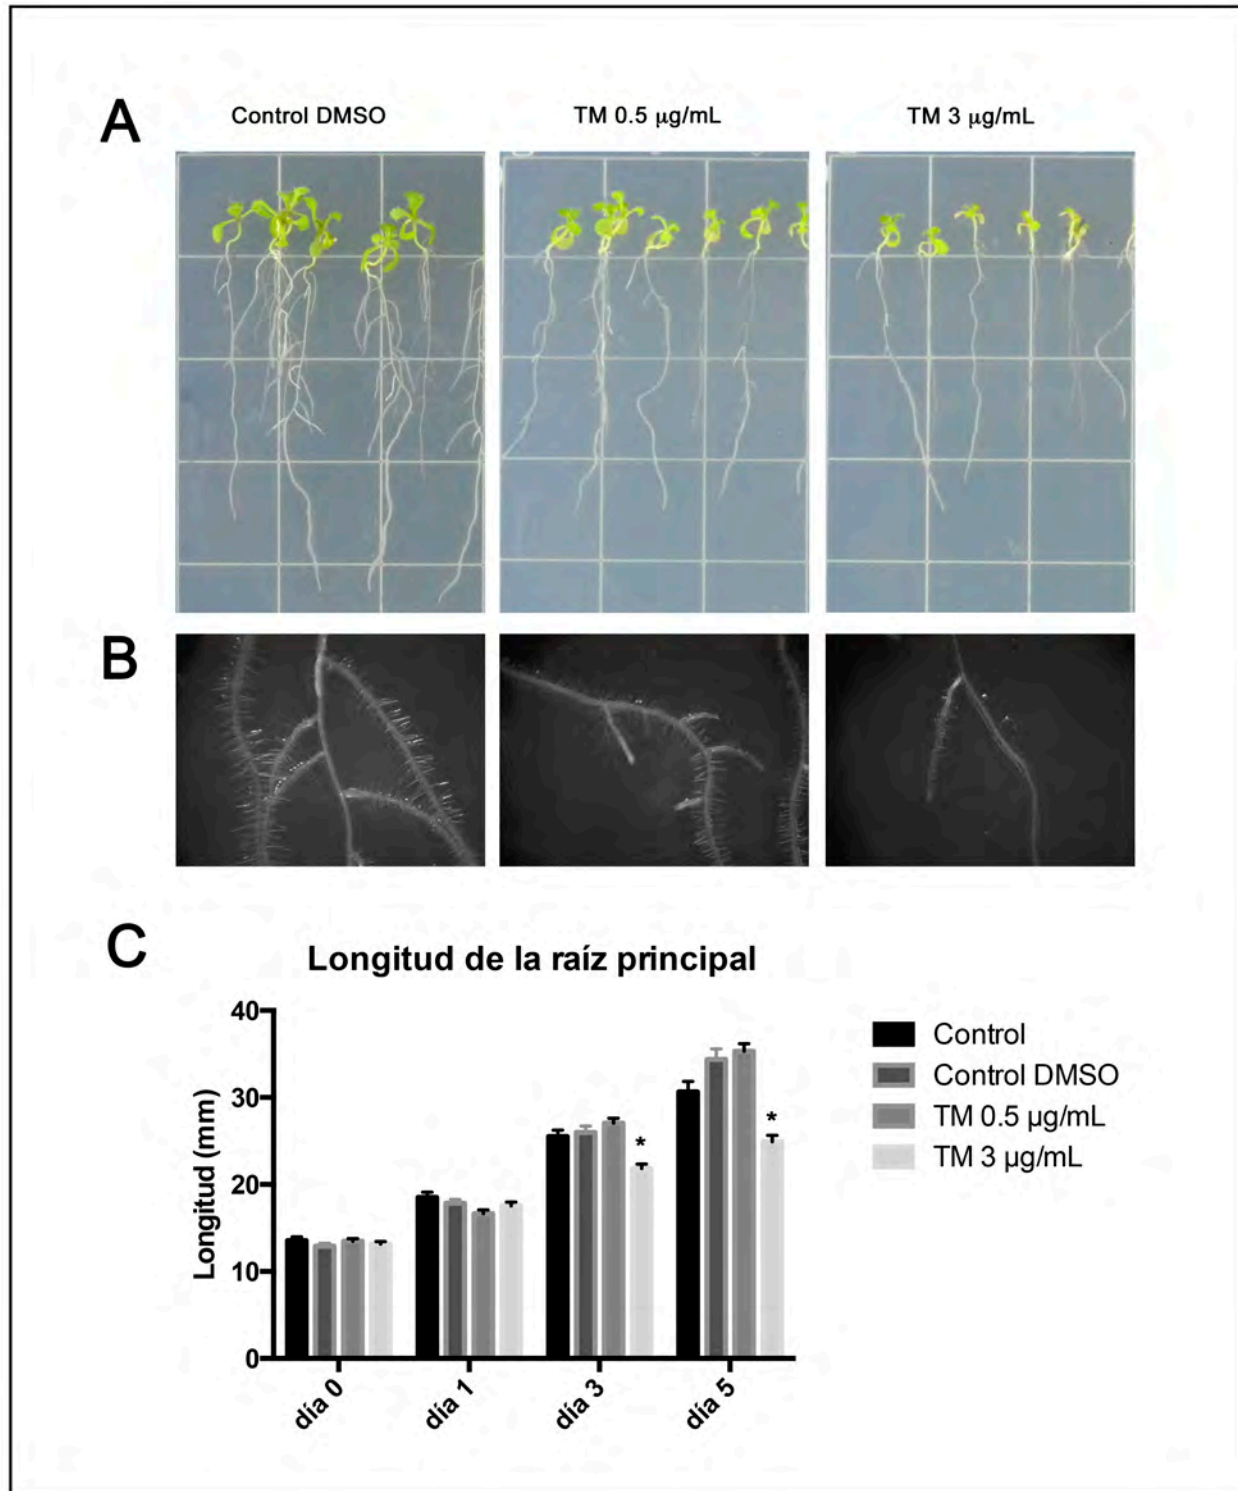 A
Control DMSO
TM 0.5 µg/mL
TM 3 µg/mL
B
C
Longitud de la raíz principal
Longitud (mm)
40
30
20
10
0
*
*
día 0
día 1
día 3
día 5
Control
Control DMSO
TM 0.5 µg/mL
TM 3 µg/mL